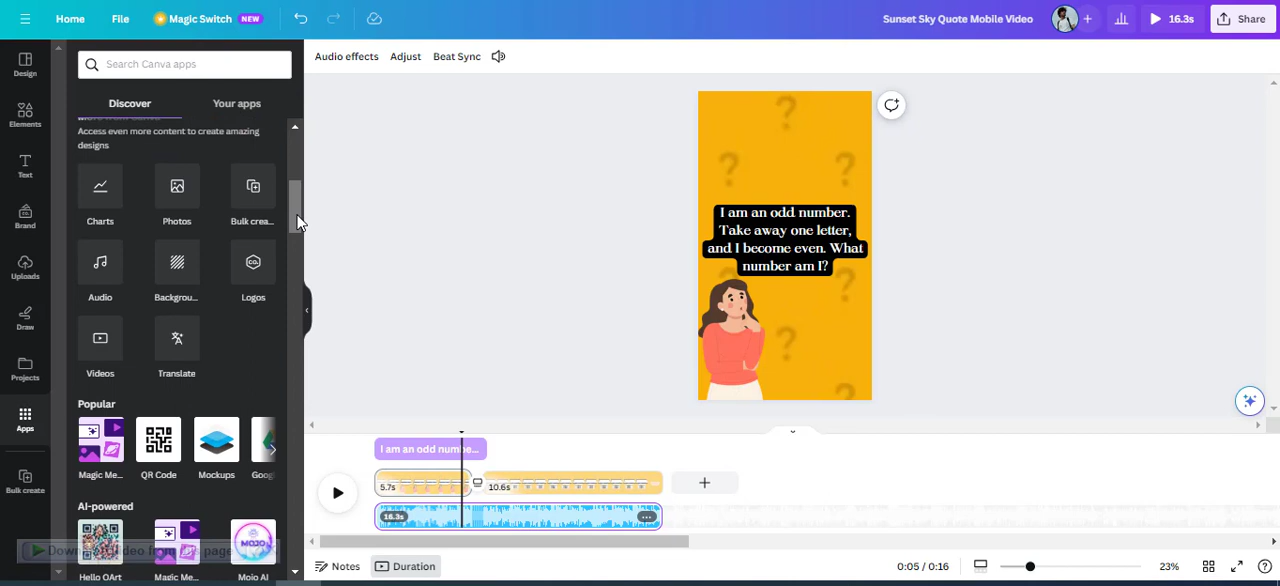 Home
File
Magic Switch
NEW
Sunset Sky Quote Mobile Video
16.3s
Share
Design
Elements
Text
Brand
Uploads
Draw
Projects
Apps
Bulk create
Search Canva apps
Discover
Your apps
Access even more content to create amazing
designs
Charts
Photos
Bulk crea...
Audio
Backgrou...
Logos
Videos
Translate
Popular
Magic Me...
QR Code
Mockups
Goog
AI-powered
Hello QArt
Magic Me...
Mojo AI
Audio effects
Adjust
Beat Sync
I am an odd number.
Take away one letter,
and I become even. What
number am I?
I am an odd numbe...
5.7s
10.6s
16.3s
Notes
Duration
0:05 / 0:16
23%